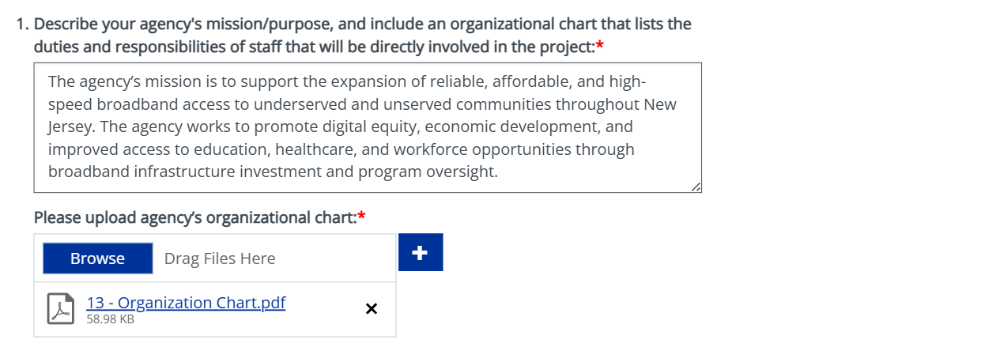 1. Describe your agency's mission/purpose, and include an organizational chart that lists the
duties and responsibilities of staff that will be directly involved in the project:*
The agency’s mission is to support the expansion of reliable, affordable, and high-
speed broadband access to underserved and unserved communities throughout New
Jersey. The agency works to promote digital equity, economic development, and
improved access to education, healthcare, and workforce opportunities through
broadband infrastructure investment and program oversight.
Please upload agency’s organizational chart:*
Browse Drag Files Here
13 - Organization Chart.pdf
58.98 KB